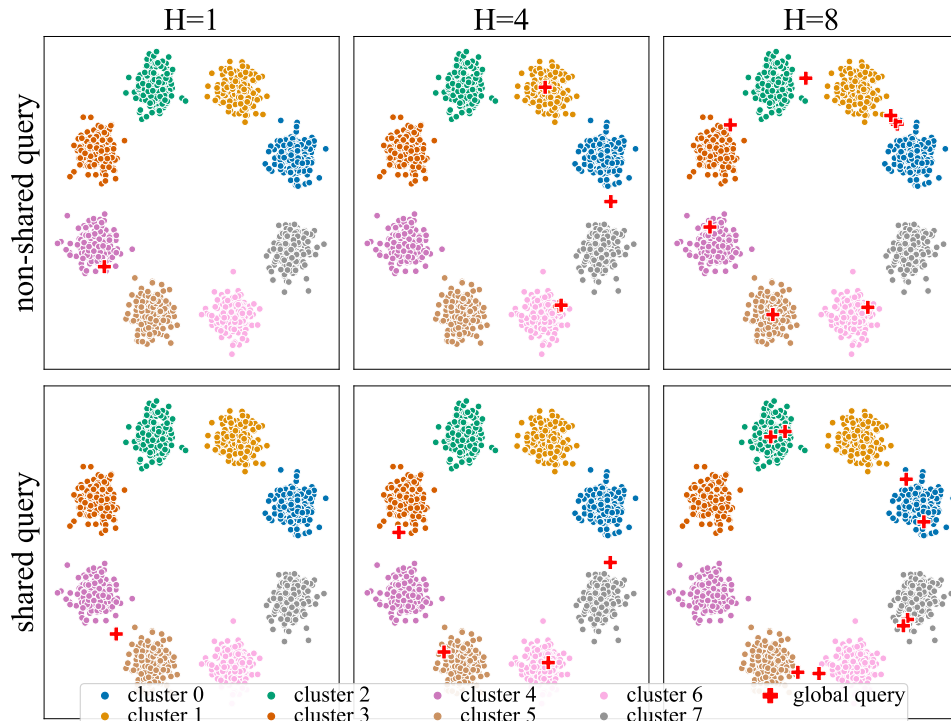 H=1 H=4 H=8
non-shared query
shared query
cluster 0 cluster 2 cluster 4 cluster 6 global query
cluster 1 cluster 3 cluster 5 cluster 7